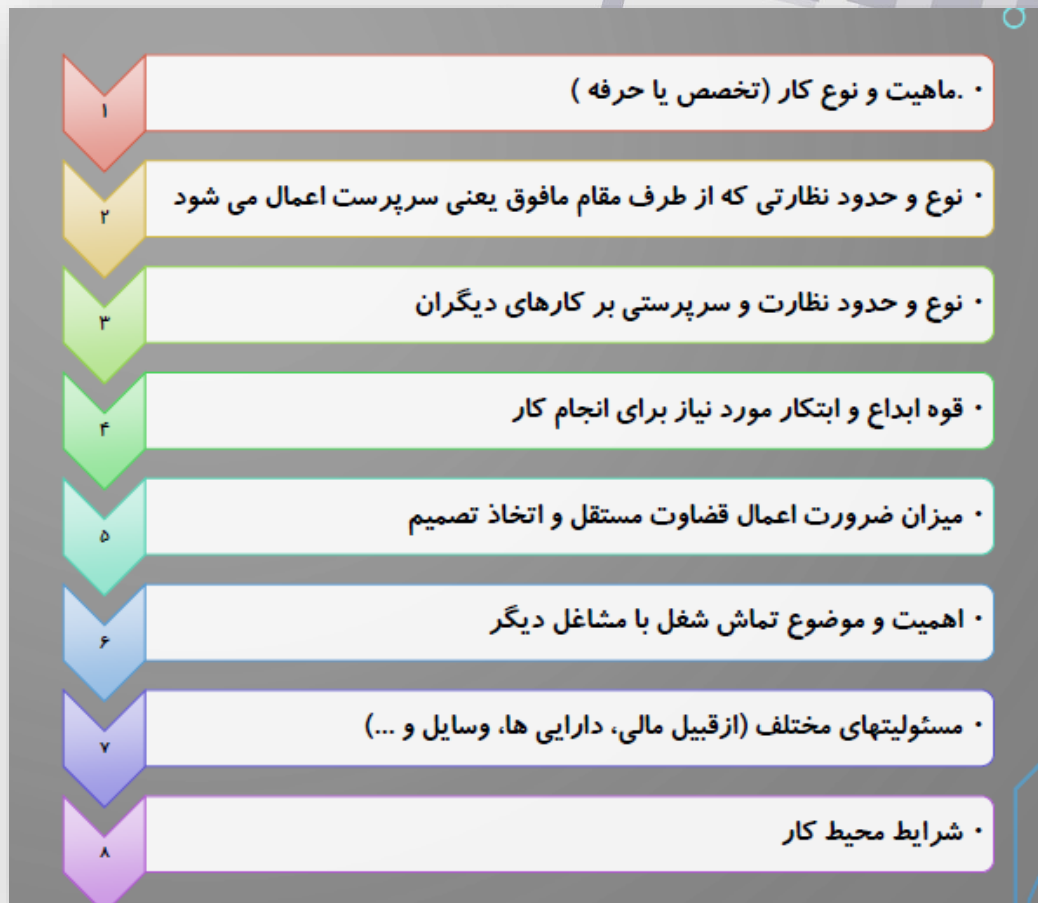 ۱
• .ماهیت و نوع کار (تخصص یا حرفه )
۲
• نوع و حدود نظارتی که از طرف مقام مافوق یعنی سرپرست اعمال می شود
۳
• نوع و حدود نظارت و سرپرستی بر کارهای دیگران
۴
• قوه ابداع و ابتکار مورد نیاز برای انجام کار
۵
• میزان ضرورت اعمال قضاوت مستقل و اتخاذ تصمیم
۶
• اهمیت و موضوع تماش شغل با مشاغل دیگر
۷
• مسئولیتهای مختلف (ازقبیل مالی، دارایی ها، وسایل و ...)
۸
• شرایط محیط کار